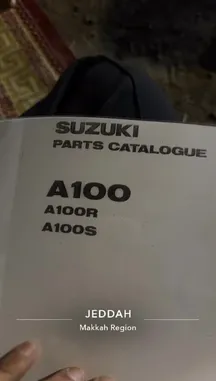 SUZUKI
PARTS CATALOGUE
A100
A100R
A100S
JEDDAH
Makkah Region